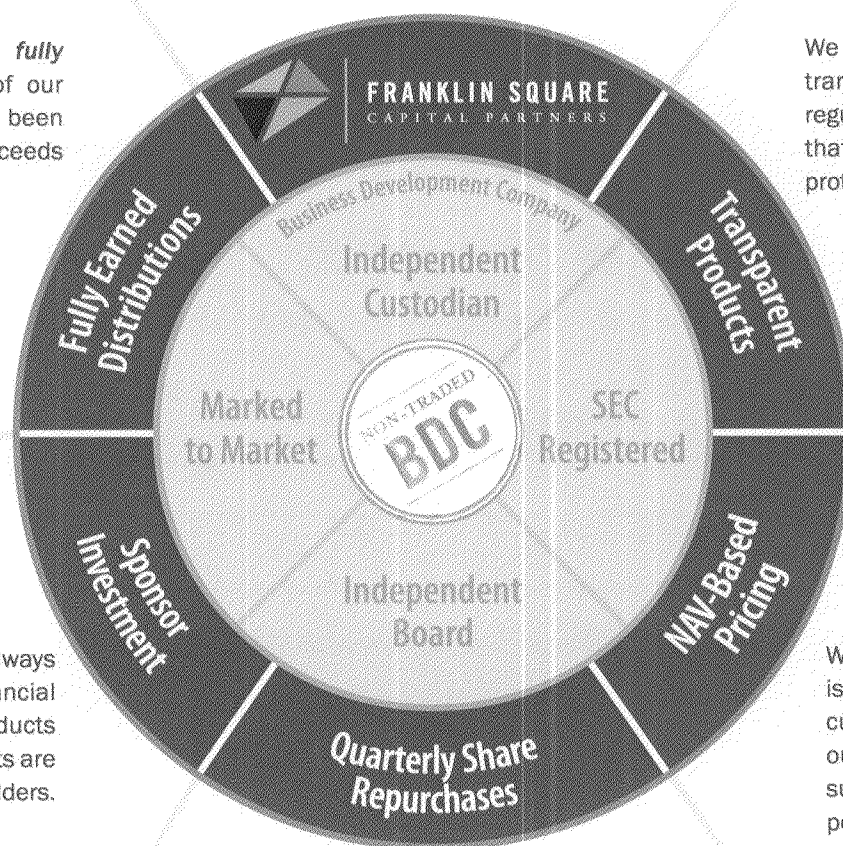 fully
of our
been
ceeds
We
tran
regu
that
prot
FRANKLIN SQUARE
CAPITAL PARTNERS
Fully Earned
Distributions
Transparent
Products
Business Development Company
Independent
Custodian
Marked
to Market
NON-TRADED
BDC
SEC
Registered
Independent
Board
Sponsor
Investment
NAV-Based
Pricing
Quarterly Share
Repurchases
ways
ancial
ducts
ts are
lders.
W
is
cu
ou
su
pe